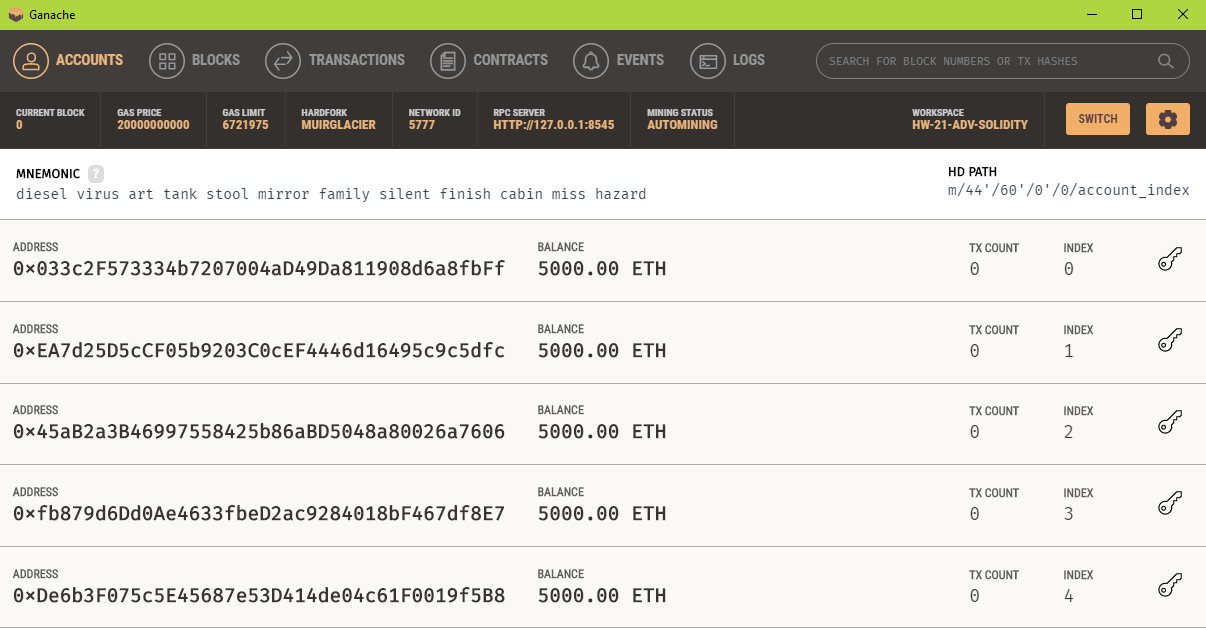 Ganache
ACCOUNTS BLOCKS TRANSACTIONS CONTRACTS EVENTS LOGS SEARCH FOR BLOCK NUMBERS OR TX HASHES
CURRENT BLOCK GAS PRICE GAS LIMIT HARDFORK NETWORK ID RPC SERVER MINING STATUS WORKSPACE
0 20000000000 6721975 MUIRGLACIER 5777 HTTP://127.0.0.1:8545 AUTOMINING HW-21-ADV-SOLIDITY SWITCH
MNEMONIC ? HD PATH
diesel virus art tank stool mirror family silent finish cabin miss hazard m/44'/60'/0'/0/account_index
ADDRESS BALANCE TX COUNT INDEX
0×033c2F573334b7207004aD49Da811908d6a8fbFf 5000.00 ETH 0 0
ADDRESS BALANCE TX COUNT INDEX
0×EA7d25D5cCF05b9203C0cEF4446d16495c9c5dfc 5000.00 ETH 0 1
ADDRESS BALANCE TX COUNT INDEX
0×45aB2a3B46997558425b86aBD5048a80026a7606 5000.00 ETH 0 2
ADDRESS BALANCE TX COUNT INDEX
0×fb879d6Dd0Ae4633fbeD2ac9284018bF467df8E7 5000.00 ETH 0 3
ADDRESS BALANCE TX COUNT INDEX
0×De6b3F075c5E45687e53D414de04c61F0019f5B8 5000.00 ETH 0 4